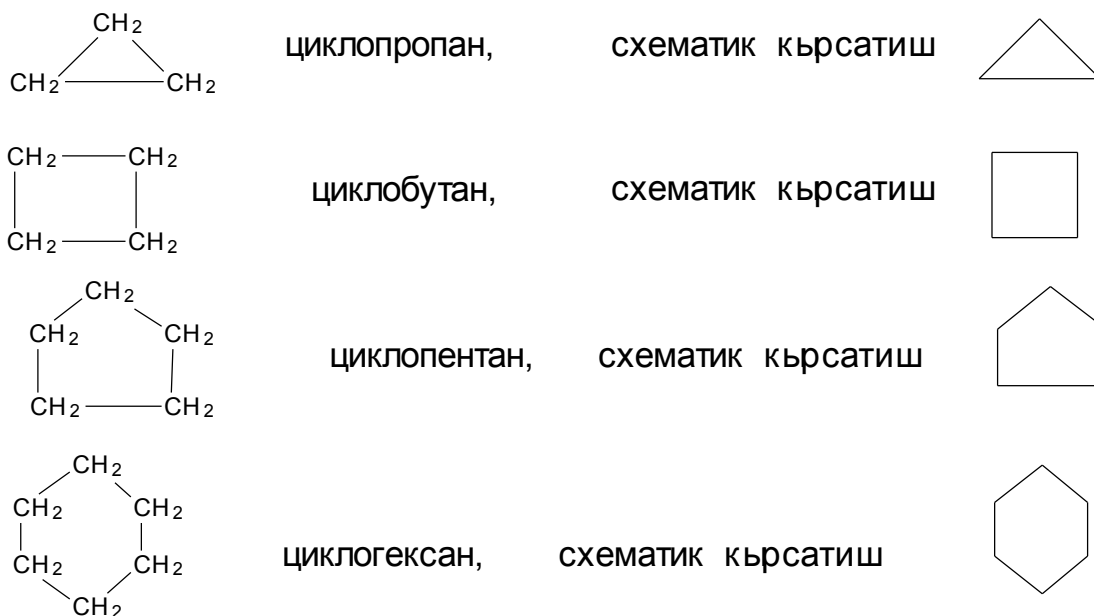 CH2
циклопропан, схематик кьрсатиш
CH2 CH2
CH2 CH2
циклобутан, схематик кьрсатиш
CH2 CH2
CH2
CH2 CH2
циклопентан, схематик кьрсатиш
CH2 CH2
CH2
CH2 CH2
циклогексан, схематик кьрсатиш
CH2 CH2
CH2